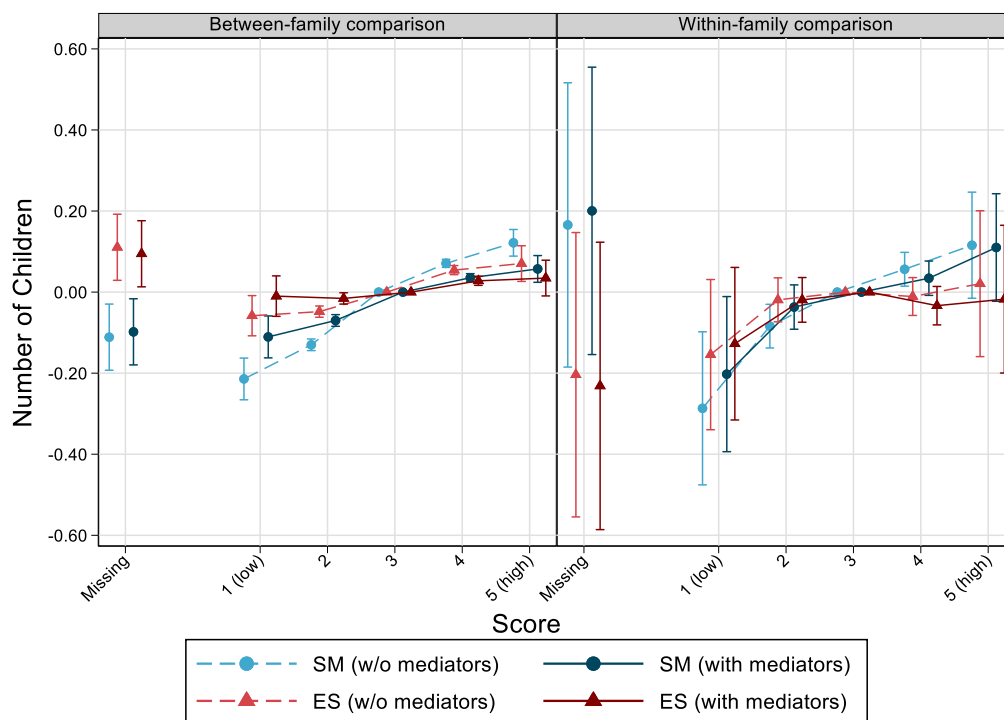 Between-family comparison
Within-family comparison
Number of Children
0.60
0.40
0.20
0.00
-0.20
-0.40
-0.60
Missing
1 (low)
2
3
4
5 (high)
Missing
1 (low)
2
3
4
5 (high)
Score
SM (w/o mediators)
SM (with mediators)
ES (w/o mediators)
ES (with mediators)